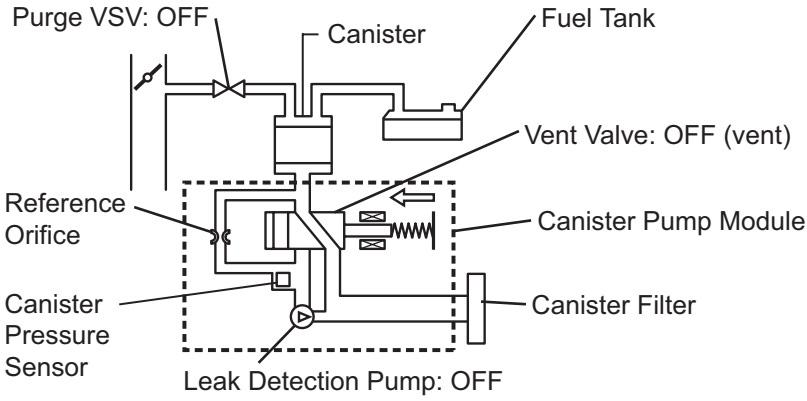 Purge VSV: OFF
Canister
Fuel Tank
Vent Valve: OFF (vent)
Reference
Orifice
Canister Pump Module
Canister
Pressure
Sensor
Canister Filter
Leak Detection Pump: OFF